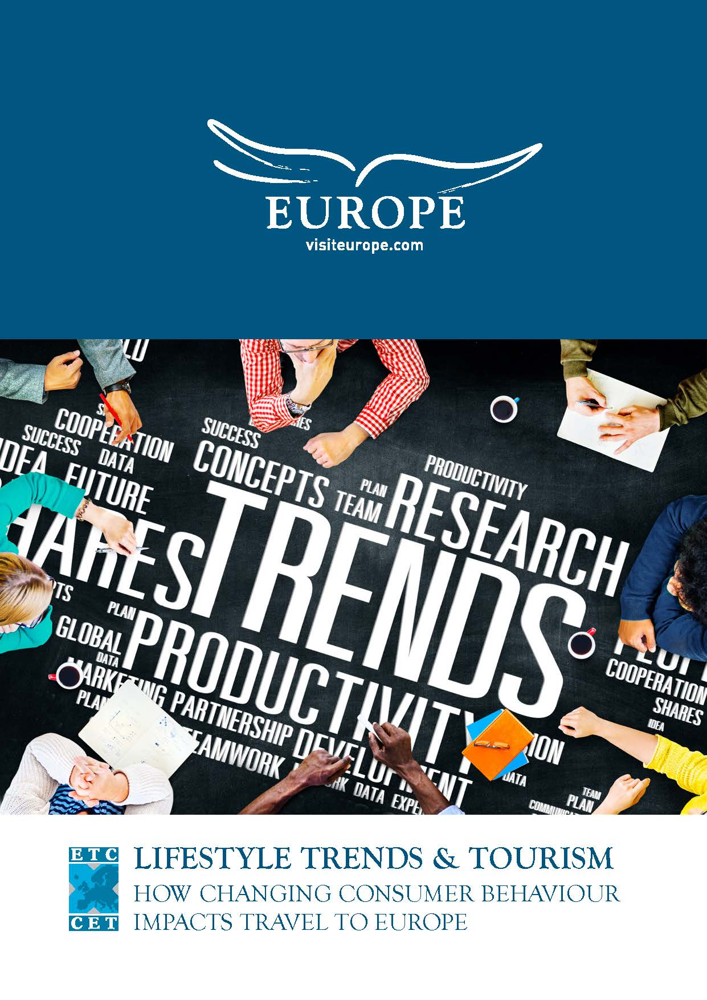 EUROPE
visiteurope.com
SUCCESS
COOPERATION
SUCCESS
DATA
IDEA
FUTURE
SUCCESS
CONCEPTS
PLAN
TEAM
PRODUCTIVITY
RESEARCH
SHARES
TRENDS
PLAN
GLOBAL
DATA
PRODUCTIVITY
MARKETING
PARTNERSHIP
DEVELOPMENT
PLAN
TEAMWORK
DATA
COOPERATION
SHARES
IDEA
DATA
TEAM
PLAN
ETC
CET
LIFESTYLE TRENDS & TOURISM
HOW CHANGING CONSUMER BEHAVIOUR
IMPACTS TRAVEL TO EUROPE